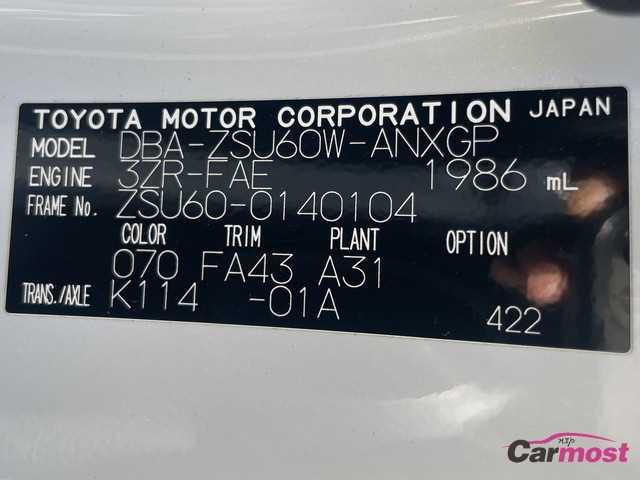 TOYOTA MOTOR CORPORATION JAPAN
MODEL DBA-ZSU60W-ANXGP
ENGINE 3ZR-FAE 1986 mL
FRAME No. ZSU60-0140104
COLOR TRIM PLANT OPTION
070 FA43 A31
TRANS./AXLE K114 -01A
422
Carmost